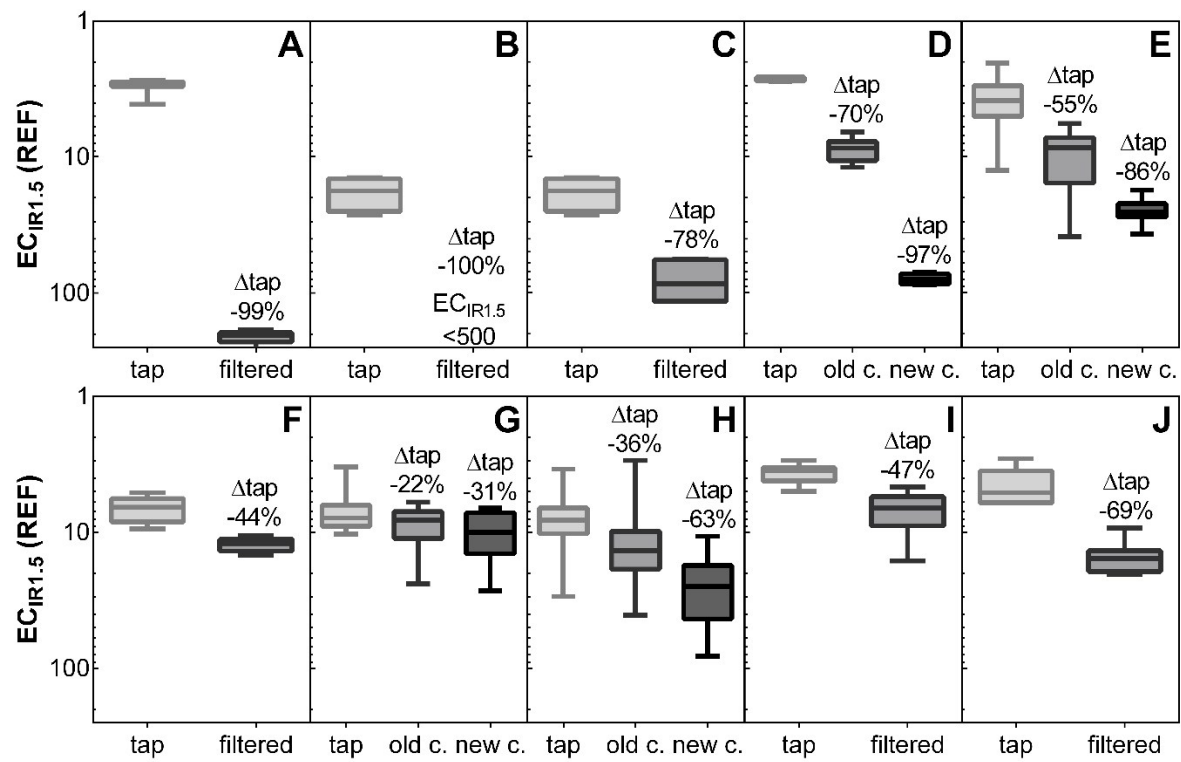 EC_IR1.5 (REF)
1
10
100
A
Δtap
-99%
tap filtered
B
Δtap
-100%
EC_IR1.5
<500
tap filtered
C
Δtap
-78%
tap filtered
D
Δtap
-70%
Δtap
-97%
tap old c. new c.
E
Δtap
-55%
Δtap
-86%
tap old c. new c.
EC_IR1.5 (REF)
1
10
100
F
Δtap
-44%
tap filtered
G
Δtap
-22%
Δtap
-31%
tap old c. new c.
H
Δtap
-36%
Δtap
-63%
tap old c. new c.
I
Δtap
-47%
tap filtered
J
Δtap
-69%
tap filtered